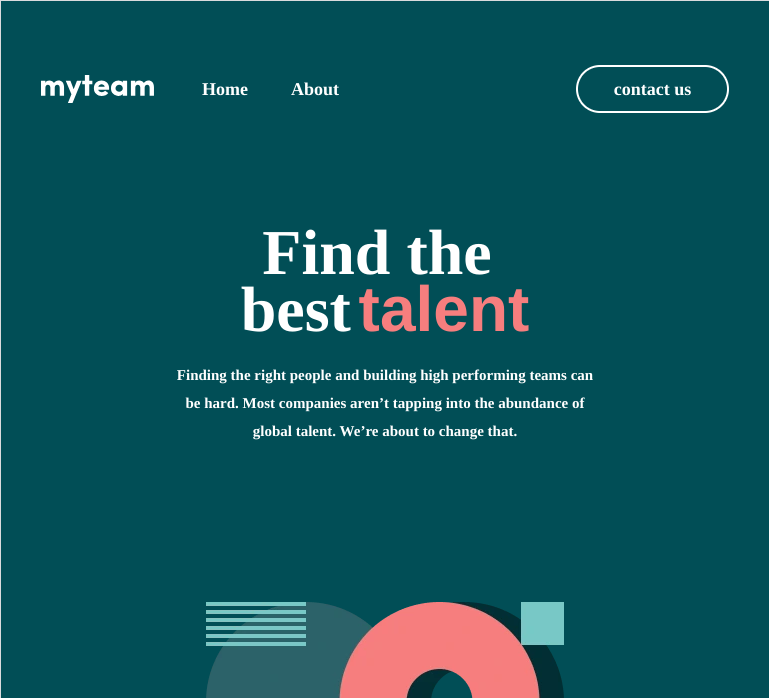 myteam Home About contact us
Find the
best talent
Finding the right people and building high performing teams can
be hard. Most companies aren’t tapping into the abundance of
global talent. We’re about to change that.